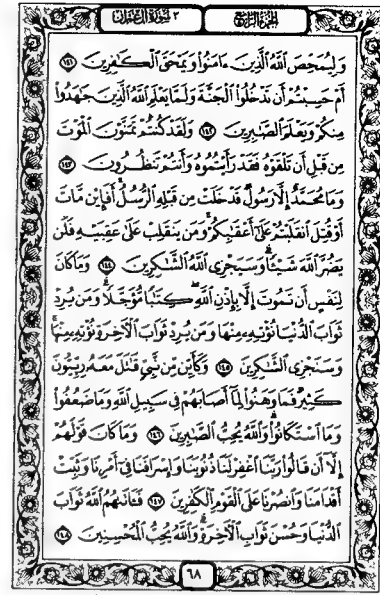 الجزء الرابع ٣ سورة آل عمران
وَلِيُمَحِّصَ ٱللَّهُ ٱلَّذِينَ ءَامَنُوا۟ وَيَمْحَقَ ٱلْكَٰفِرِينَ ١٤١
أَمْ حَسِبْتُمْ أَن تَدْخُلُوا۟ ٱلْجَنَّةَ وَلَمَّا يَعْلَمِ ٱللَّهُ ٱلَّذِينَ جَٰهَدُوا۟
مِنكُمْ وَيَعْلَمَ ٱلصَّٰبِرِينَ ١٤٢ وَلَقَدْ كُنتُمْ تَمَنَّوْنَ ٱلْمَوْتَ
مِن قَبْلِ أَن تَلْقَوْهُ فَقَدْ رَأَيْتُمُوهُ وَأَنتُمْ تَنظُرُونَ ١٤٣
وَمَا مُحَمَّدٌ إِلَّا رَسُولٌ قَدْ خَلَتْ مِن قَبْلِهِ ٱلرُّسُلُ أَفَإِي۟ن مَّاتَ
أَوْ قُتِلَ ٱنقَلَبْتُمْ عَلَىٰٓ أَعْقَٰبِكُمْ وَمَن يَنقَلِبْ عَلَىٰ عَقِبَيْهِ فَلَن
يَضُرَّ ٱللَّهَ شَيْـًٔا وَسَيَجْزِى ٱللَّهُ ٱلشَّٰكِرِينَ ١٤٤ وَمَا كَانَ
لِنَفْسٍ أَن تَمُوتَ إِلَّا بِإِذْنِ ٱللَّهِ كِتَٰبًا مُّؤَجَّلًا وَمَن يُرِدْ
ثَوَابَ ٱلدُّنْيَا نُؤْتِهِۦ مِنْهَا وَمَن يُرِدْ ثَوَابَ ٱلْءَاخِرَةِ نُؤْتِهِۦ مِنْهَا
وَسَنَجْزِى ٱلشَّٰكِرِينَ ١٤٥ وَكَأَيِّن مِّن نَّبِىٍّ قَٰتَلَ مَعَهُۥ رِبِّيُّونَ
كَثِيرٌ فَمَا وَهَنُوا۟ لِمَآ أَصَابَهُمْ فِى سَبِيلِ ٱللَّهِ وَمَا ضَعُفُوا۟
وَمَا ٱسْتَكَانُوا۟ وَٱللَّهُ يُحِبُّ ٱلصَّٰبِرِينَ ١٤٦ وَمَا كَانَ قَوْلَهُمْ
إِلَّآ أَن قَالُوا۟ رَبَّنَا ٱغْفِرْ لَنَا ذُنُوبَنَا وَإِسْرَافَنَا فِىٓ أَمْرِنَا وَثَبِّتْ
أَقْدَامَنَا وَٱنصُرْنَا عَلَى ٱلْقَوْمِ ٱلْكَٰفِرِينَ ١٤٧ فَـَٔاتَىٰهُمُ ٱللَّهُ ثَوَابَ
ٱلدُّنْيَا وَحُسْنَ ثَوَابِ ٱلْءَاخِرَةِ وَٱللَّهُ يُحِبُّ ٱلْمُحْسِنِينَ ١٤٨
٦٨